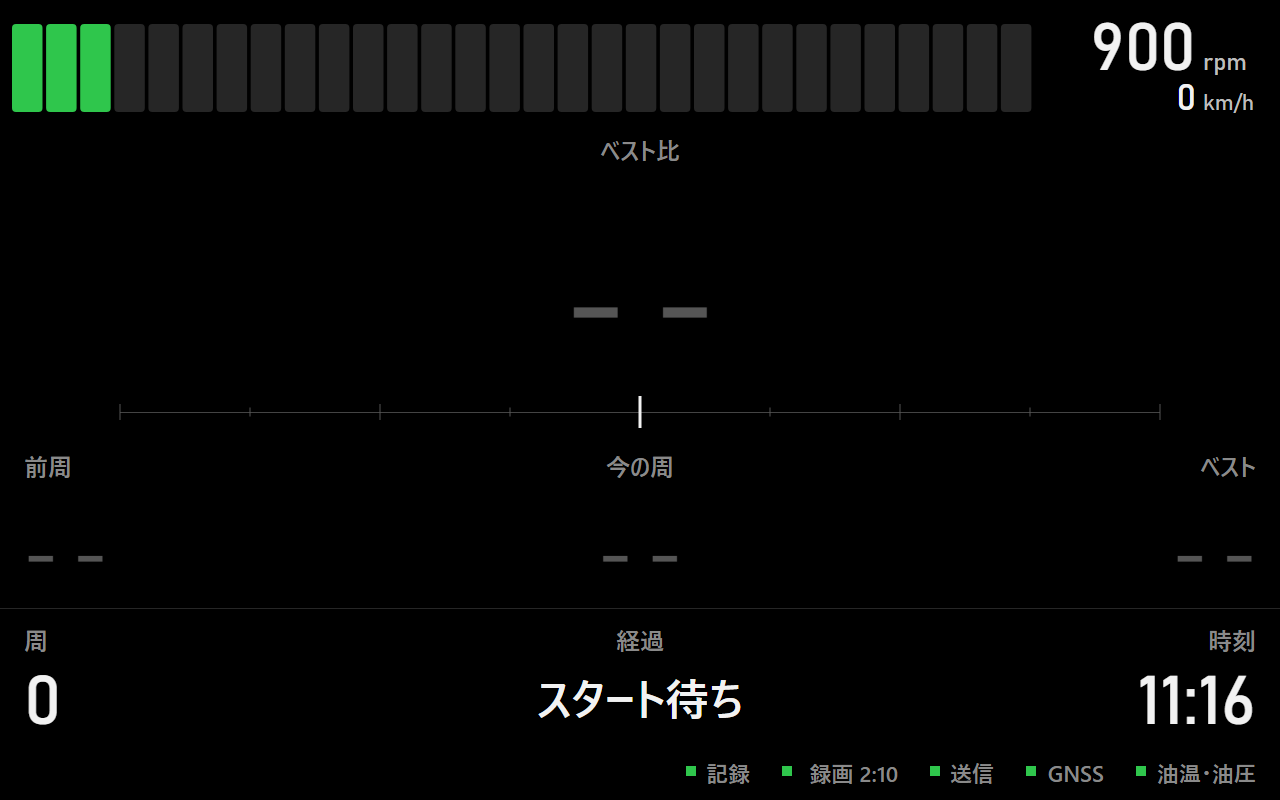 900 rpm
0 km/h
ベスト比
— —
前周 今の周 ベスト
— — — — — —
周 経過 時刻
0 スタート待ち 11:16
記録 録画 2:10 送信 GNSS 油温・油圧